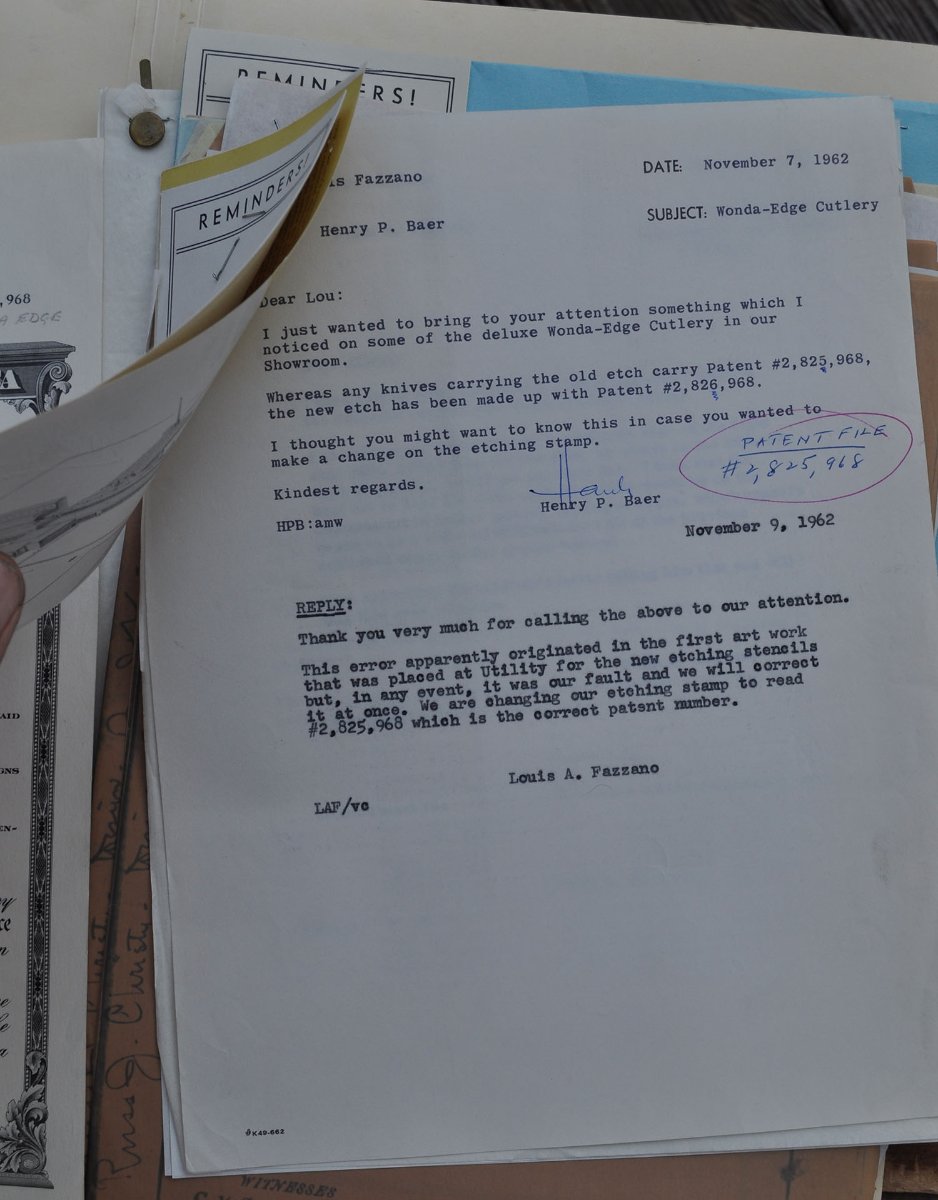 REMINDERS!
REMINDERS!
,968
A EDGE
Fazzano
DATE: November 7, 1962
Henry P. Baer
SUBJECT: Wonda-Edge Cutlery
Dear Lou:
I just wanted to bring to your attention something which I
noticed on some of the deluxe Wonda-Edge Cutlery in our
Showroom.
Whereas any knives carrying the old etch carry Patent #2,825,968,
the new etch has been made up with Patent #2,826,968.
I thought you might want to know this in case you wanted to
make a change on the etching stamp.
PATENT FILE
#2,825,968
Kindest regards.
Hank
Henry P. Baer
HPB:amw
November 9, 1962
REPLY:
Thank you very much for calling the above to our attention.
This error apparently originated in the first art work
that was placed at Utility for the new etching stencils
but, in any event, it was our fault and we will correct
it at once. We are changing our etching stamp to read
#2,825,968 which is the correct patent number.
Louis A. Fazzano
LAF/vc
K49-662
WITNESSES